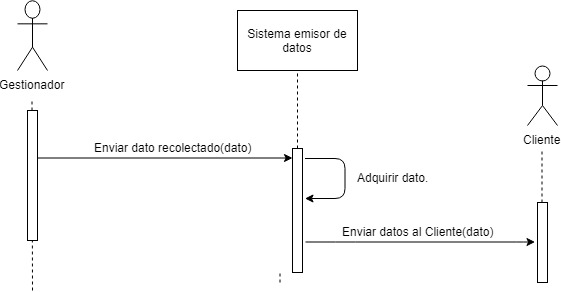 Sistema emisor de
datos
Gestionador
Cliente
Enviar dato recolectado(dato)
Adquirir dato.
Enviar datos al Cliente(dato)